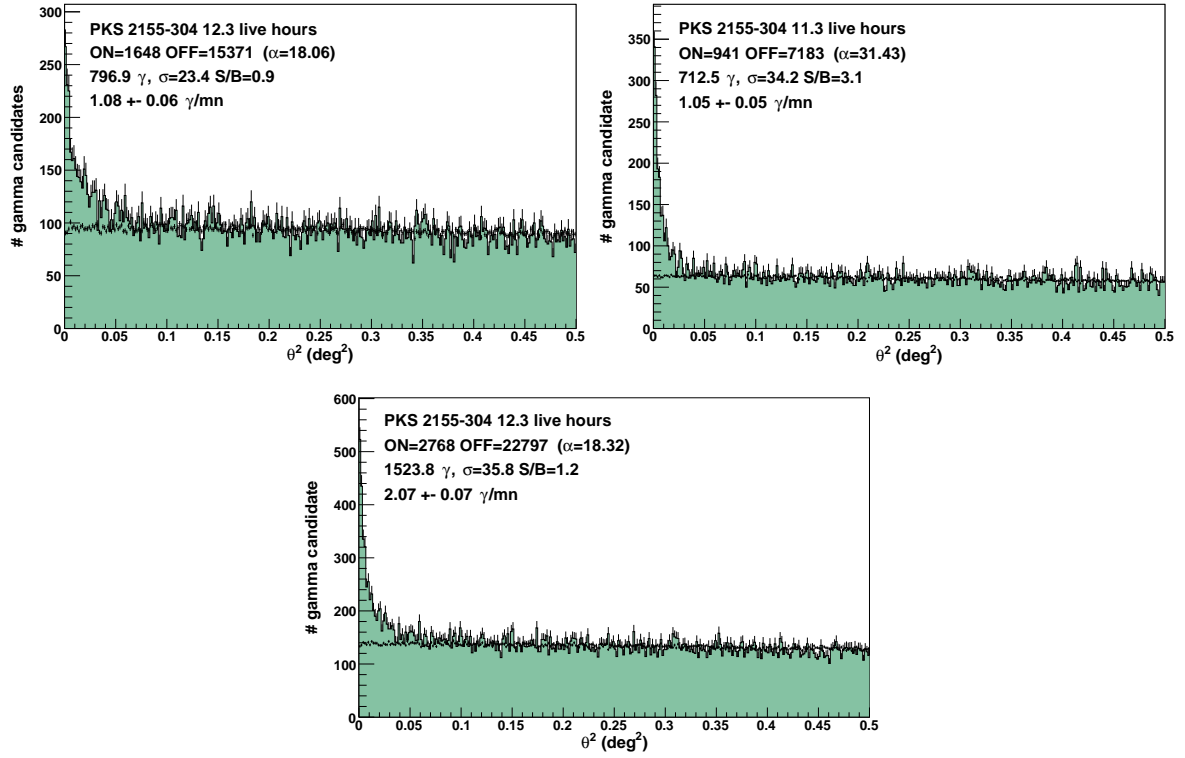 # gamma candidates
300
250
200
150
100
50
0
PKS 2155-304 12.3 live hours
ON=1648 OFF=15371 (α=18.06)
796.9 γ, σ=23.4 S/B=0.9
1.08 +- 0.06 γ/mn
0 0.05 0.1 0.15 0.2 0.25 0.3 0.35 0.4 0.45 0.5
θ² (deg²)
# gamma candidates
350
300
250
200
150
100
50
0
PKS 2155-304 11.3 live hours
ON=941 OFF=7183 (α=31.43)
712.5 γ, σ=34.2 S/B=3.1
1.05 +- 0.05 γ/mn
0 0.05 0.1 0.15 0.2 0.25 0.3 0.35 0.4 0.45 0.5
θ² (deg²)
# gamma candidate
600
500
400
300
200
100
0
PKS 2155-304 12.3 live hours
ON=2768 OFF=22797 (α=18.32)
1523.8 γ, σ=35.8 S/B=1.2
2.07 +- 0.07 γ/mn
0 0.05 0.1 0.15 0.2 0.25 0.3 0.35 0.4 0.45 0.5
θ² (deg²)